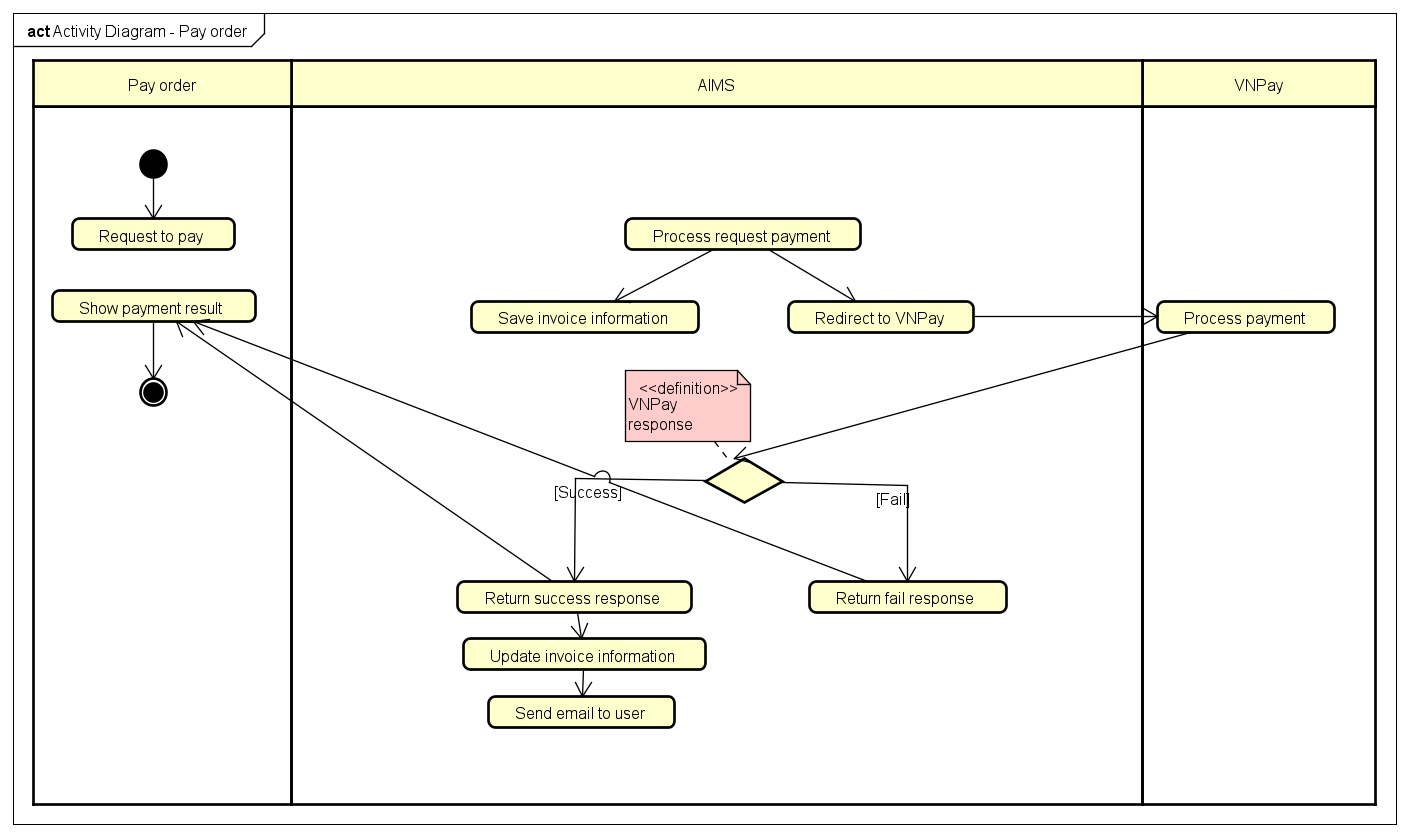 act Activity Diagram - Pay order
Pay order
AIMS
VNPay
Request to pay
Process request payment
Show payment result
Save invoice information
Redirect to VNPay
Process payment
<<definition>>
VNPay
response
[Success]
[Fail]
Return success response
Return fail response
Update invoice information
Send email to user